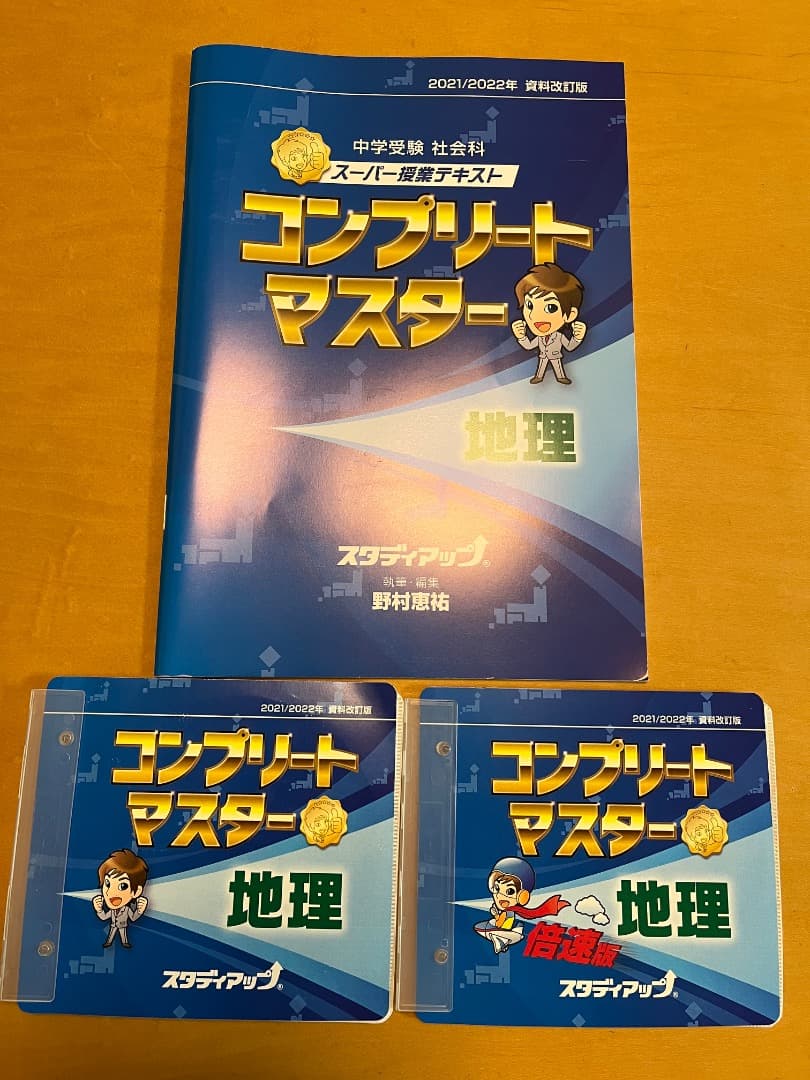 2021/2022年 資料改訂版
中学受験 社会科
スーパー授業テキスト
コンプリート
マスター
地理
スタディアップ®
執筆・編集
野村恵祐
2021/2022年 資料改訂版
コンプリート
マスター
地理
スタディアップ®
2021/2022年 資料改訂版
コンプリート
マスター
地理
倍速版
スタディアップ®